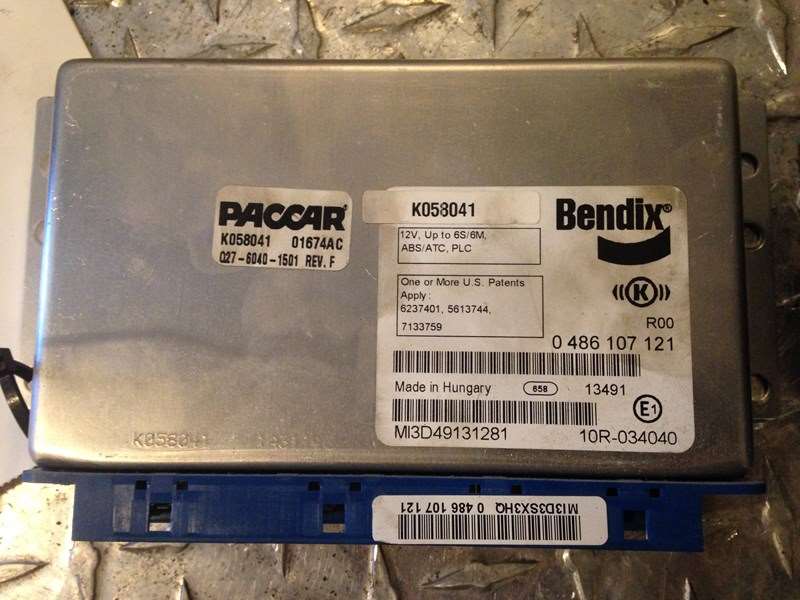 PACCAR
K058041 01674AC
Q27-6040-1501 REV. F
K058041
Bendix®
12V, Up to 6S/6M,
ABS/ATC, PLC
One or More U.S. Patents
Apply :
6237401, 5613744,
7133759
K
R00
0 486 107 121
Made in Hungary 658 13491
E1
MI3D49131281 10R-034040
K058041
MI3D3SX3HQ 0 486 107 121